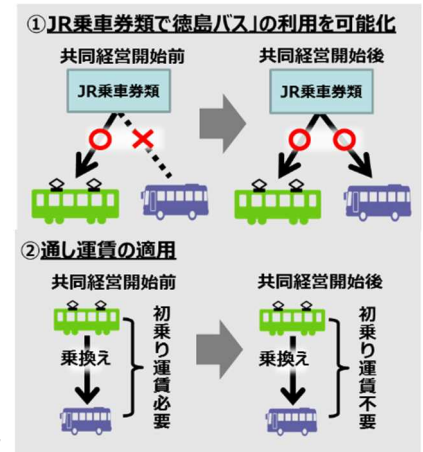 ①JR乗車券類で徳島バス」の利用を可能化
共同経営開始前
共同経営開始後
JR乗車券類
JR乗車券類
②通し運賃の適用
共同経営開始前
共同経営開始後
乗換え
初乗り運賃必要
乗換え
初乗り運賃不要